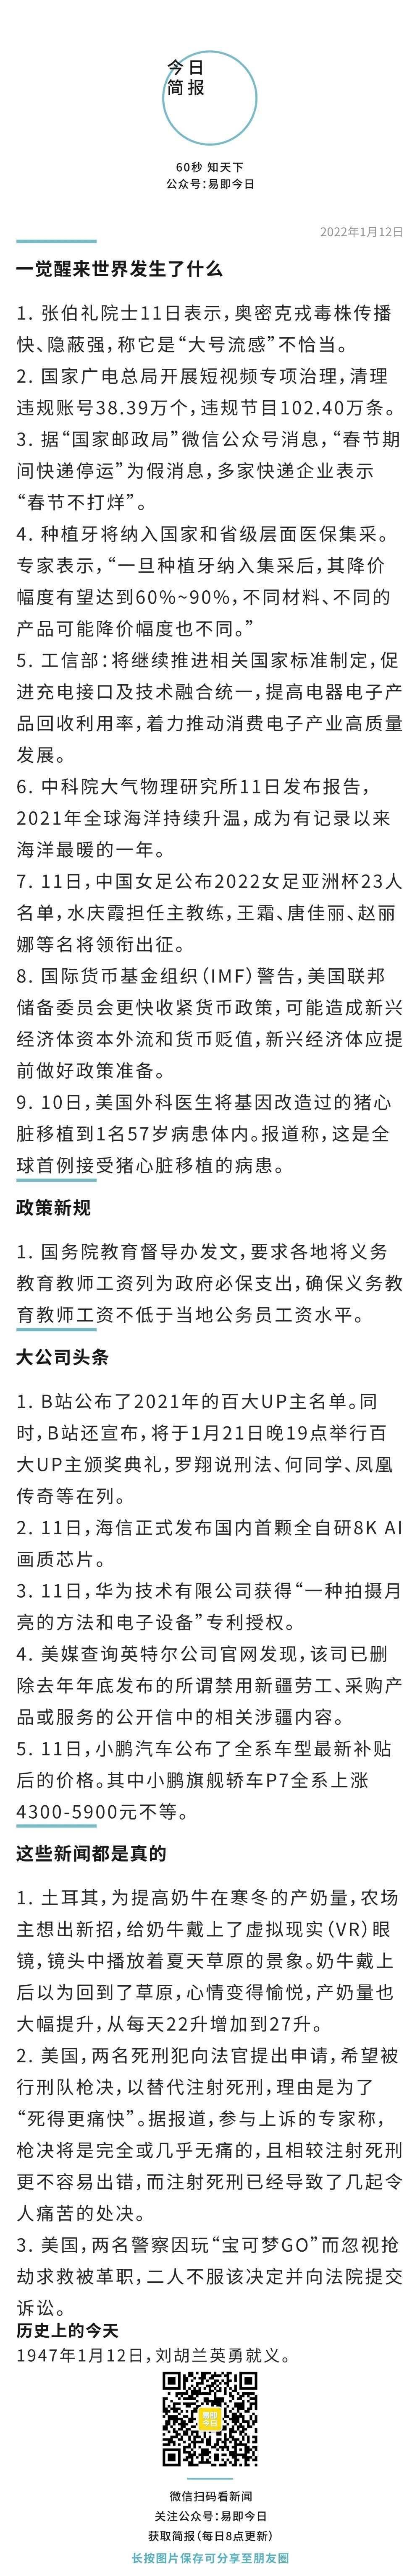 今日
简报
60秒 知天下
公众号：易即今日
2022年1月12日
一觉醒来世界发生了什么
1. 张伯礼院士11日表示，奥密克戎毒株传播
快、隐蔽强，称它是“大号流感”不恰当。
2. 国家广电总局开展短视频专项治理，清理
违规账号38.39万个，违规节目102.40万条。
3. 据“国家邮政局”微信公众号消息，“春节期
间快递停运”为假消息，多家快递企业表示
“春节不打烊”。
4. 种植牙将纳入国家和省级层面医保集采。
专家表示，“一旦种植牙纳入集采后，其降价
幅度有望达到60%~90%，不同材料、不同的
产品可能降价幅度也不同。”
5. 工信部：将继续推进相关国家标准制定，促
进充电接口及技术融合统一，提高电器电子产
品回收利用率，着力推动消费电子产业高质量
发展。
6. 中科院大气物理研究所11日发布报告，
2021年全球海洋持续升温，成为有记录以来
海洋最暖的一年。
7. 11日，中国女足公布2022女足亚洲杯23人
名单，水庆霞担任主教练，王霜、唐佳丽、赵丽
娜等名将领衔出征。
8. 国际货币基金组织（IMF）警告，美国联邦
储备委员会更快收紧货币政策，可能造成新兴
经济体资本外流和货币贬值，新兴经济体应提
前做好政策准备。
9. 10日，美国外科医生将基因改造过的猪心
脏移植到1名57岁病患体内。报道称，这是全
球首例接受猪心脏移植的病患。
政策新规
1. 国务院教育督导办发文，要求各地将义务
教育教师工资列为政府必保支出，确保义务教
育教师工资不低于当地公务员工资水平。
大公司头条
1. B站公布了2021年的百大UP主名单。同
时，B站还宣布，将于1月21日晚19点举行百
大UP主颁奖典礼，罗翔说刑法、何同学、凤凰
传奇等在列。
2. 11日，海信正式发布国内首颗全自研8K AI
画质芯片。
3. 11日，华为技术有限公司获得“一种拍摄月
亮的方法和电子设备”专利授权。
4. 美媒查询英特尔公司官网发现，该司已删
除去年年底发布的所谓禁用新疆劳工、采购产
品或服务的公开信中的相关涉疆内容。
5. 11日，小鹏汽车公布了全系车型最新补贴
后的价格。其中小鹏旗舰轿车P7全系上涨
4300-5900元不等。
这些新闻都是真的
1. 土耳其，为提高奶牛在寒冬的产奶量，农场
主想出新招，给奶牛戴上了虚拟现实（VR）眼
镜，镜头中播放着夏天草原的景象。奶牛戴上
后以为回到了草原，心情变得愉悦，产奶量也
大幅提升，从每天22升增加到27升。
2. 美国，两名死刑犯向法官提出申请，希望被
行刑队枪决，以替代注射死刑，理由是为了
“死得更痛快”。据报道，参与上诉的专家称，
枪决将是完全或几乎无痛的，且相较注射死刑
更不容易出错，而注射死刑已经导致了几起令
人痛苦的处决。
3. 美国，两名警察因玩“宝可梦GO”而忽视抢
劫求救被革职，二人不服该决定并向法院提交
诉讼。
历史上的今天
1947年1月12日，刘胡兰英勇就义。
易即
今日
微信扫码看新闻
关注公众号：易即今日
获取简报（每日8点更新）
长按图片保存可分享至朋友圈